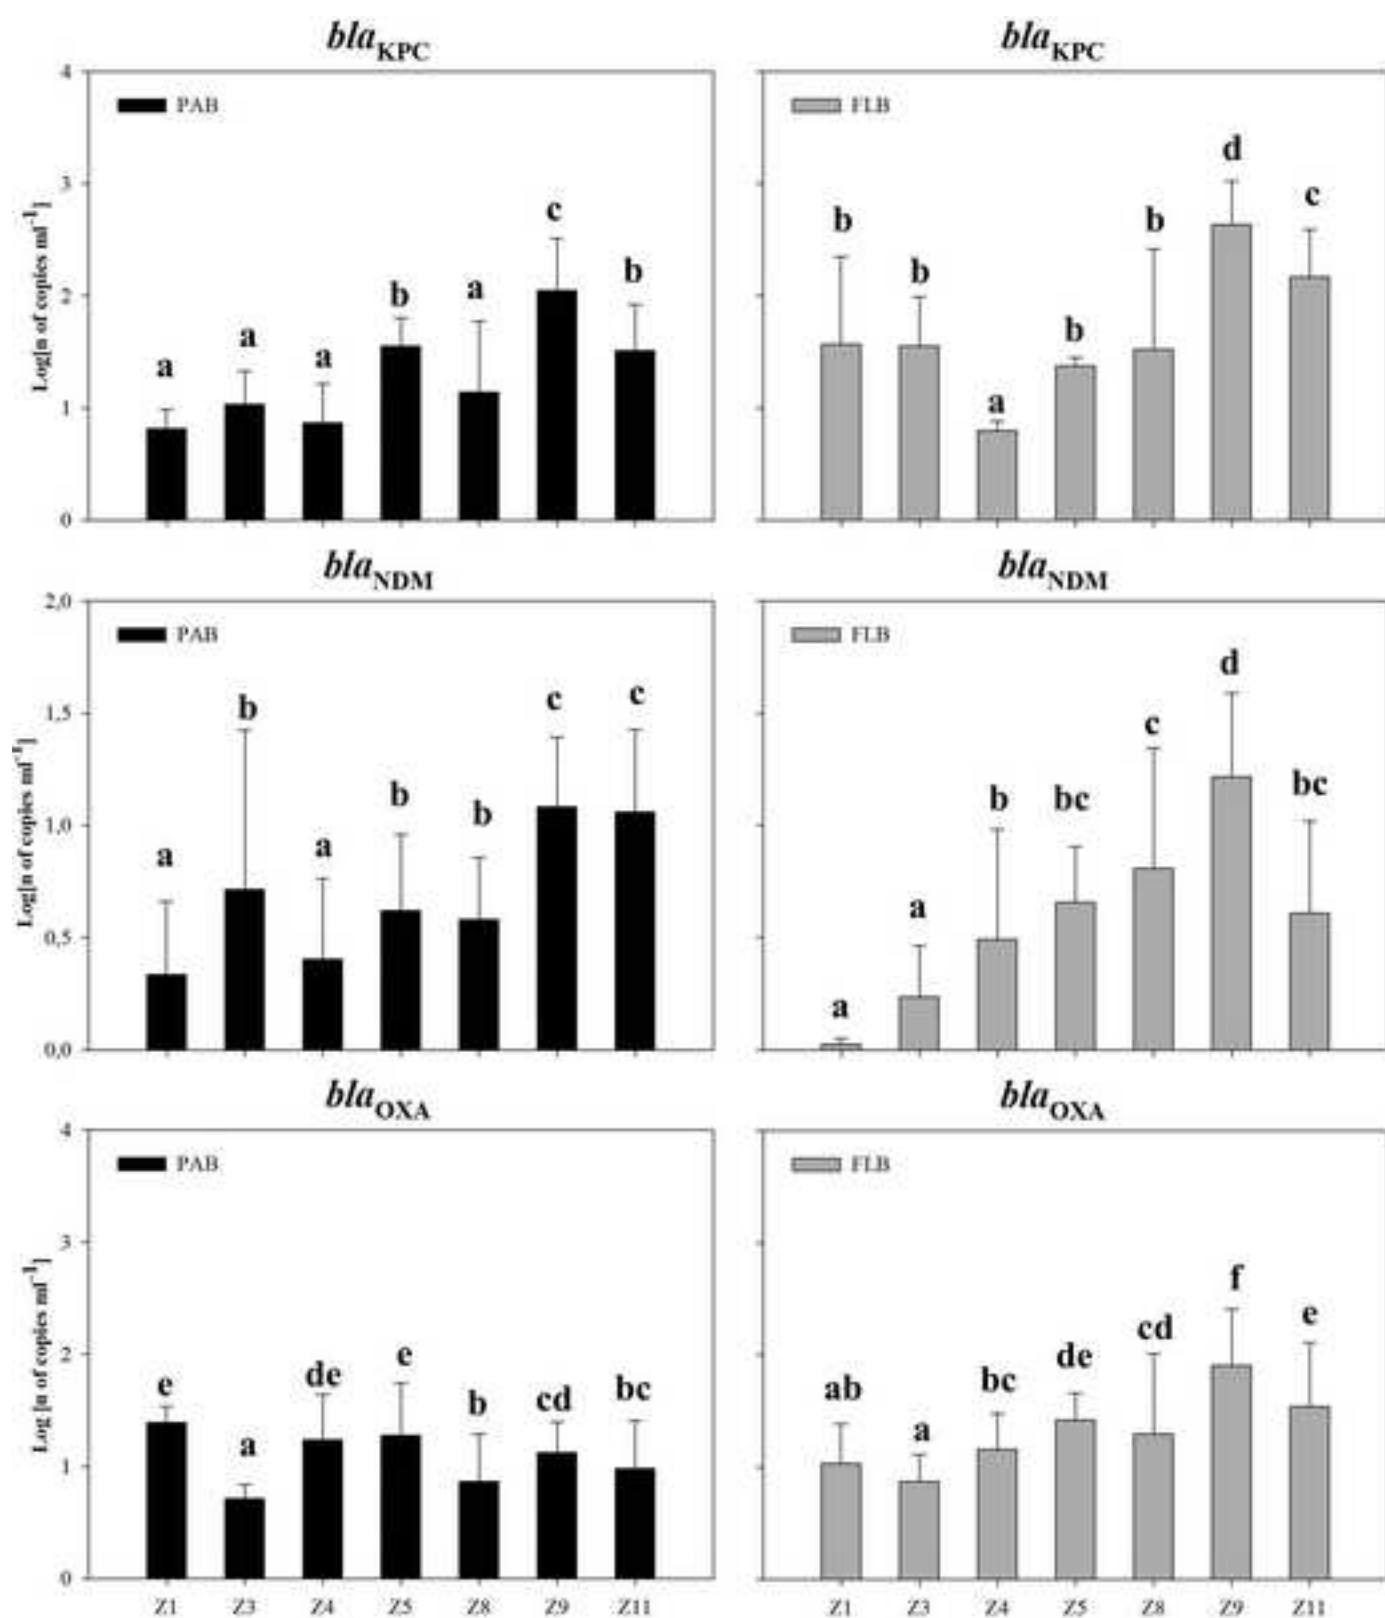 blaKPC
blaKPC
4
3
2
1
0
Log[n of copies ml-1]
PAB
a
a
a
b
a
c
b
FLB
b
b
a
b
b
d
c
blaNDM
blaNDM
2,0
1,5
1,0
0,5
0,0
Log[n of copies ml-1]
PAB
a
b
a
b
b
c
c
FLB
a
a
b
bc
c
d
bc
blaOXA
blaOXA
4
3
2
1
0
Log [n of copies ml-1]
PAB
e
a
de
e
b
cd
bc
FLB
ab
a
bc
de
cd
f
e
Z1 Z3 Z4 Z5 Z8 Z9 Z11
Z1 Z3 Z4 Z5 Z8 Z9 Z11